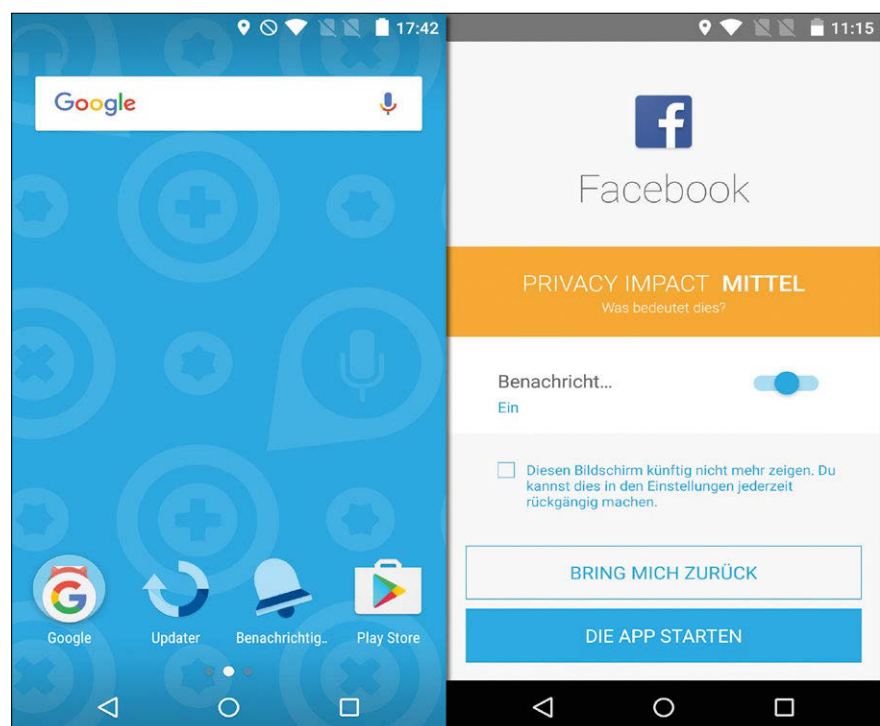 17:42
Google
Google
Updater
Benachrichtig..
Play Store
11:15
Facebook
PRIVACY IMPACT MITTEL
Was bedeutet dies?
Benachricht...
Ein
Diesen Bildschirm künftig nicht mehr zeigen. Du
kannst dies in den Einstellungen jederzeit
rückgängig machen.
BRING MICH ZURÜCK
DIE APP STARTEN